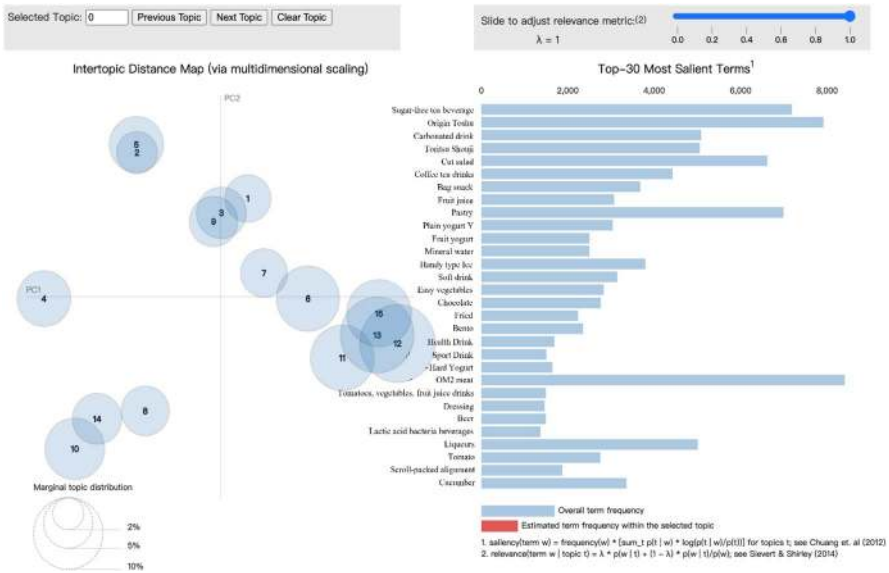 Selected Topic: 0 Previous Topic Next Topic Clear Topic
Slide to adjust relevance metric:(2)
λ = 1
0.0 0.2 0.4 0.6 0.8 1.0
Intertopic Distance Map (via multidimensional scaling)
PC2
PC1
5
2
1
3
9
7
4
6
15
13
12
11
8
14
10
Marginal topic distribution
2%
5%
10%
Top-30 Most Salient Terms1
0 2,000 4,000 6,000 8,000
Sugar-free tea beverage
Origin Toshu
Carbonated drink
Cut salad
Coffee tea drinks
Bag snack
Fruit juice
Pastry
Plain yogurt Y
Fruit yogurt
Mineral water
Handy type Ice
Soft drink
Easy vegetables
Chocolate
Fried
Bento
Health Drink
Sport Drink
-Hard Yogurt
OM2 meat
Tomatoes, vegetables, fruit juice drinks
Dressing
Beer
Lactic acid bacteria beverages
Liqueurs
Tomato
Scroll-packed alignment
Cucumber
Overall term frequency
Estimated term frequency within the selected topic
1. saliency(term w) = frequency(w) * [sum_t p(t | w) * log(p(t | w)/p(t))] for topics t; see Chuang et. al (2012)
2. relevance(term w | topic t) = λ * p(w | t) + (1 - λ) * p(w | t)/p(w); see Sievert & Shirley (2014)